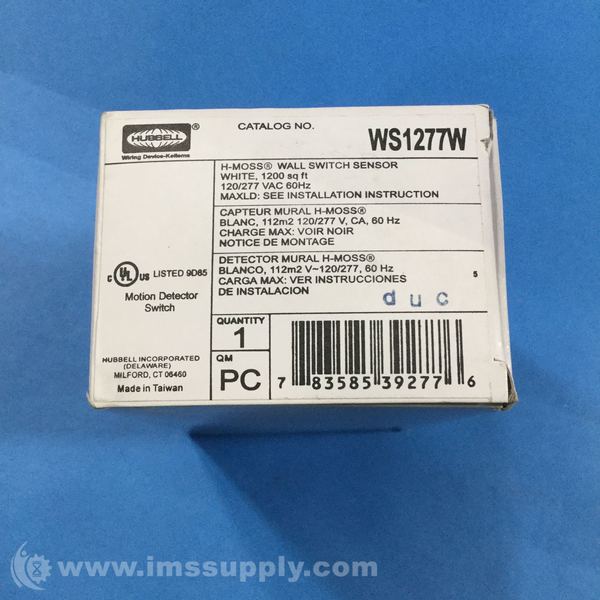 HUBBELL®
Wiring Device-Kellems
CATALOG NO.
WS1277W
H-MOSS® WALL SWITCH SENSOR
WHITE, 1200 sq ft
120/277 VAC 60Hz
MAXLD: SEE INSTALLATION INSTRUCTION
CAPTEUR MURAL H-MOSS®
BLANC, 112m2 120/277 V, CA, 60 Hz
CHARGE MAX: VOIR NOIR
NOTICE DE MONTAGE
DETECTOR MURAL H-MOSS®
BLANCO, 112m2 V~120/277, 60 Hz
CARGA MAX: VER INSTRUCCIONES
DE INSTALACION
5
duc
C UL US LISTED 9D85
Motion Detector
Switch
HUBBELL INCORPORATED
(DELAWARE)
MILFORD, CT 06460
Made in Taiwan
QUANTITY
1
QM
PC
7 83585 39277 6
www.imssupply.com